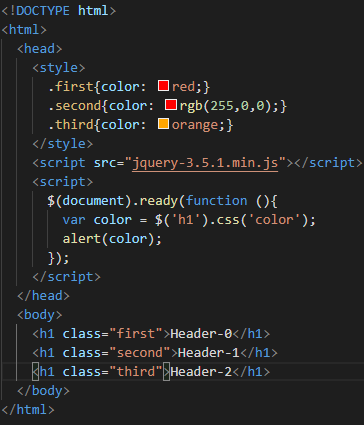 <!DOCTYPE html>
<html>
<head>
<style>
.first{color: red;}
.second{color: rgb(255,0,0);}
.third{color: orange;}
</style>
<script src="jquery-3.5.1.min.js"></script>
<script>
$(document).ready(function (){
var color = $('h1').css('color');
alert(color);
});
</script>
</head>
<body>
<h1 class="first">Header-0</h1>
<h1 class="second">Header-1</h1>
<h1 class="third">Header-2</h1>
</body>
</html>